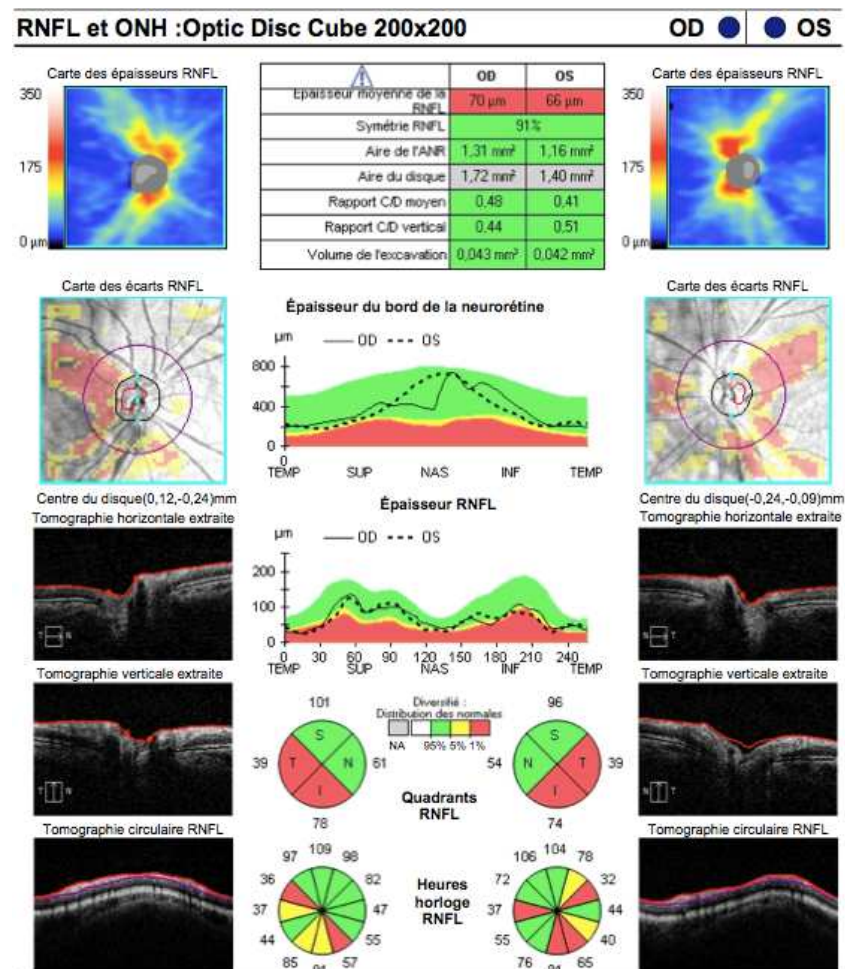 RNFL et ONH :Optic Disc Cube 200x200 OD OS
Carte des épaisseurs RNFL
350
175
0 µm
OD OS
Epaisseur moyenne de la RNFL 70 µm 66 µm
Symétrie RNFL 91%
Aire de l'ANR 1,31 mm² 1,16 mm²
Aire du disque 1,72 mm² 1,40 mm²
Rapport C/D moyen 0,48 0,41
Rapport C/D vertical 0,44 0,51
Volume de l'excavation 0,043 mm³ 0,042 mm³
Carte des épaisseurs RNFL
350
175
0 µm
Carte des écarts RNFL
Carte des écarts RNFL
Épaisseur du bord de la neurorétine
µm OD OS
800
400
0
0
TEMP SUP NAS INF TEMP
Centre du disque(0,12,-0,24)mm
Tomographie horizontale extraite
T N
Centre du disque(-0,24,-0,09)mm
Tomographie horizontale extraite
N T
Épaisseur RNFL
µm OD OS
200
100
0
0 30 60 90 120 150 180 210 240
TEMP SUP NAS INF TEMP
Tomographie verticale extraite
T N
Tomographie verticale extraite
N T
Diversifié :
Distribution des normales
NA 95% 5% 1%
101
39 S T N I 61
78
Quadrants
RNFL
96
54 S N T I 39
74
Tomographie circulaire RNFL
Tomographie circulaire RNFL
Heures
horloge
RNFL
97 109 98
36 82
37 47
44 55
85 57
106 104 78
72 32
37 44
55 40
76 65